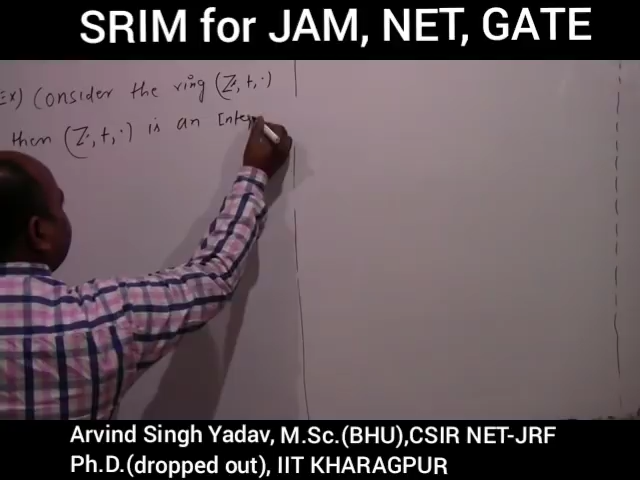 SRIM for JAM, NET, GATE
Ex) Consider the ring (Z, +, ·)
then (Z, +, ·) is an Integ
Arvind Singh Yadav, M.Sc.(BHU),CSIR NET-JRF
Ph.D.(dropped out), IIT KHARAGPUR